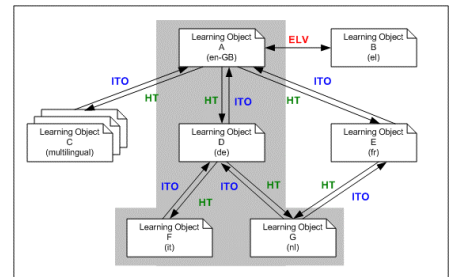 Learning Object
A
(en-GB)
ELV
Learning Object
B
(el)
ITO
HT
HT
ITO
ITO
HT
Learning Object
C
(multilingual)
Learning Object
D
(de)
Learning Object
E
(fr)
ITO
HT
ITO
HT
HT
ITO
Learning Object
F
(it)
Learning Object
G
(nl)